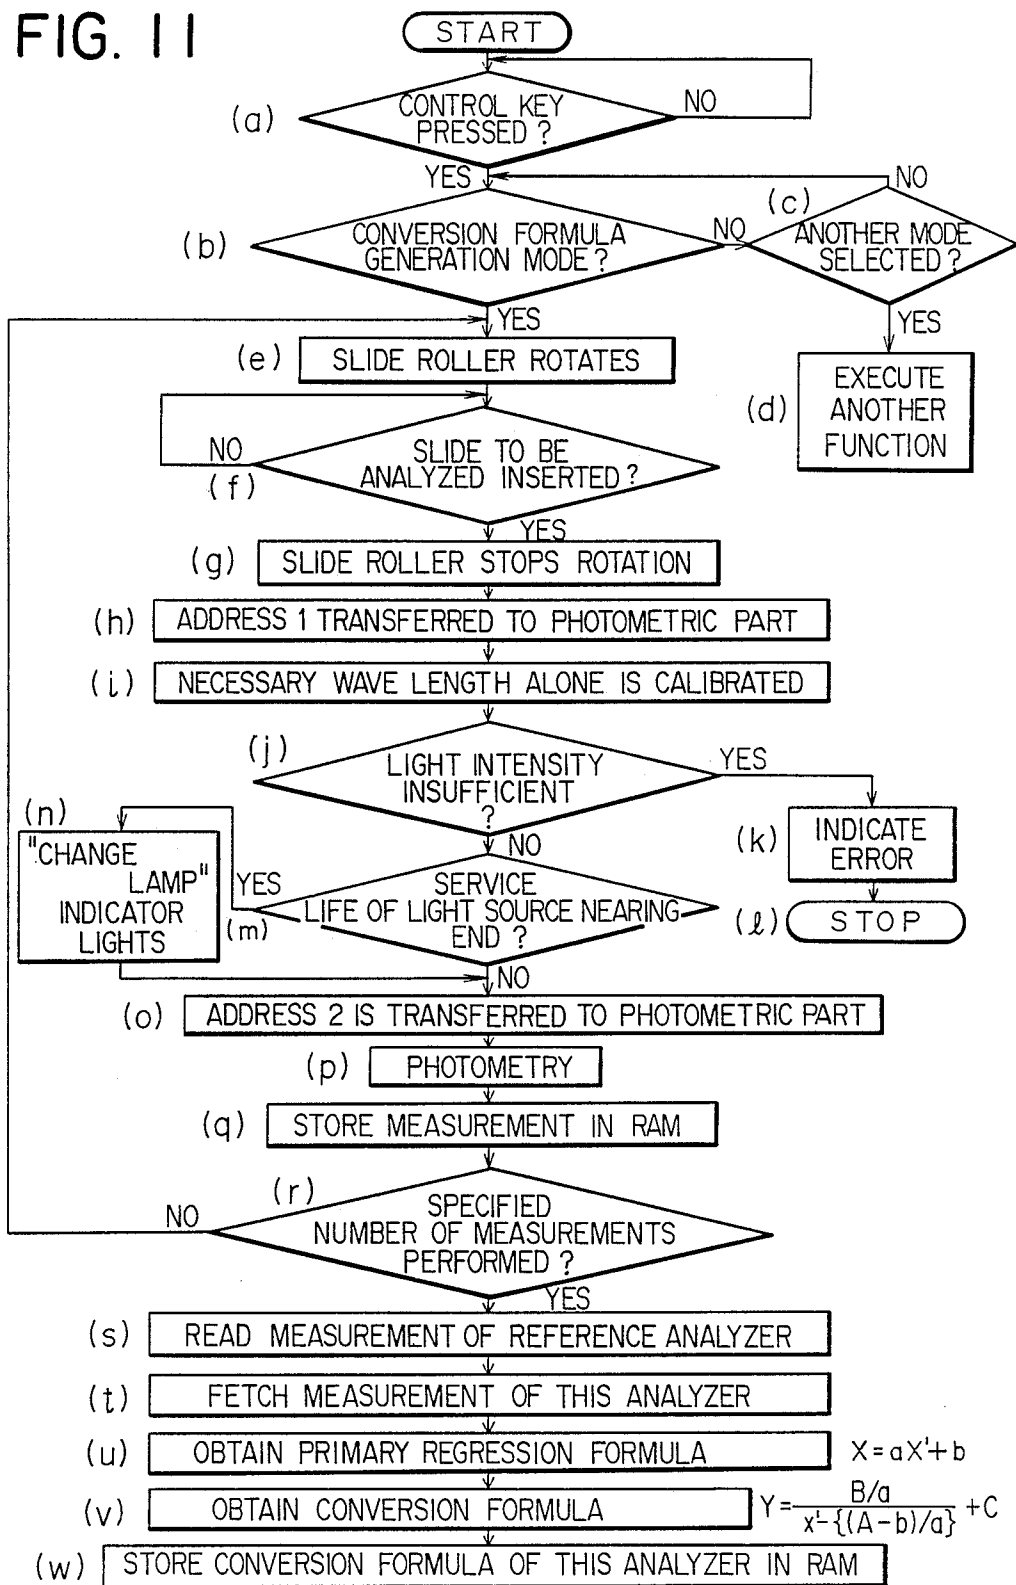 FIG. 11
START
(a)
CONTROL KEY
PRESSED ?
NO
YES
NO
(b)
CONVERSION FORMULA
GENERATION MODE ?
NO
(c)
ANOTHER MODE
SELECTED ?
YES
YES
(d)
EXECUTE
ANOTHER
FUNCTION
(e)
SLIDE ROLLER ROTATES
NO
(f)
SLIDE TO BE
ANALYZED INSERTED ?
YES
(g)
SLIDE ROLLER STOPS ROTATION
(h)
ADDRESS 1 TRANSFERRED TO PHOTOMETRIC PART
(i)
NECESSARY WAVE LENGTH ALONE IS CALIBRATED
(j)
LIGHT INTENSITY
INSUFFICIENT
?
YES
NO
(k)
INDICATE
ERROR
(l)
STOP
(n)
"CHANGE
LAMP"
INDICATOR
LIGHTS
YES
(m)
SERVICE
LIFE OF LIGHT SOURCE NEARING
END ?
NO
(o)
ADDRESS 2 IS TRANSFERRED TO PHOTOMETRIC PART
(p)
PHOTOMETRY
(q)
STORE MEASUREMENT IN RAM
(r)
SPECIFIED
NUMBER OF MEASUREMENTS
PERFORMED ?
NO
YES
(s)
READ MEASUREMENT OF REFERENCE ANALYZER
(t)
FETCH MEASUREMENT OF THIS ANALYZER
(u)
OBTAIN PRIMARY REGRESSION FORMULA
X=aX'+b
(v)
OBTAIN CONVERSION FORMULA
Y= B/a / x'-{(A-b)/a} +C
(w)
STORE CONVERSION FORMULA OF THIS ANALYZER IN RAM